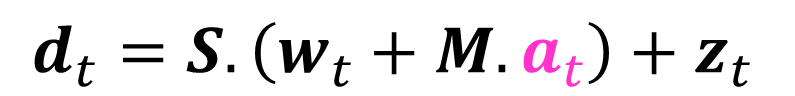 d_t = S.(w_t + M.a_t) + z_t